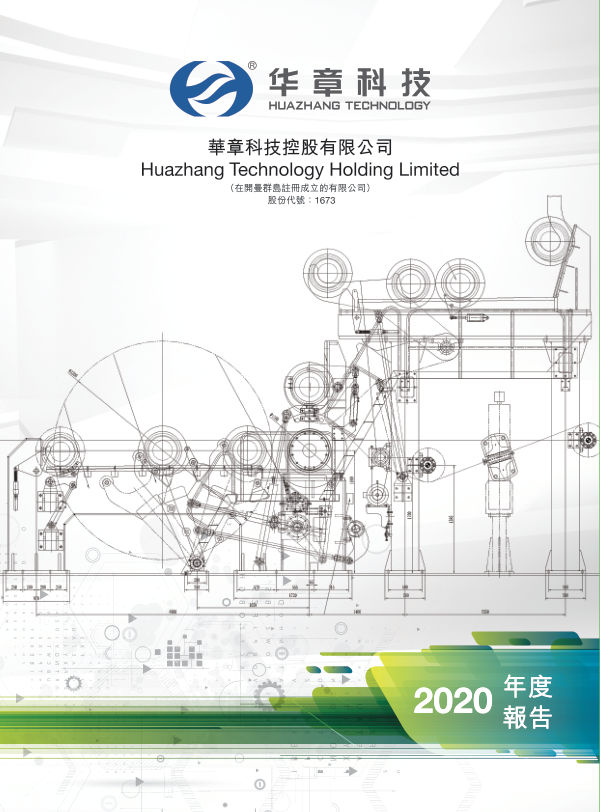 华章科技®
HUAZHANG TECHNOLOGY
華章科技控股有限公司
Huazhang Technology Holding Limited
（在開曼群島註冊成立的有限公司）
股份代號：1673
2020
年度
報告